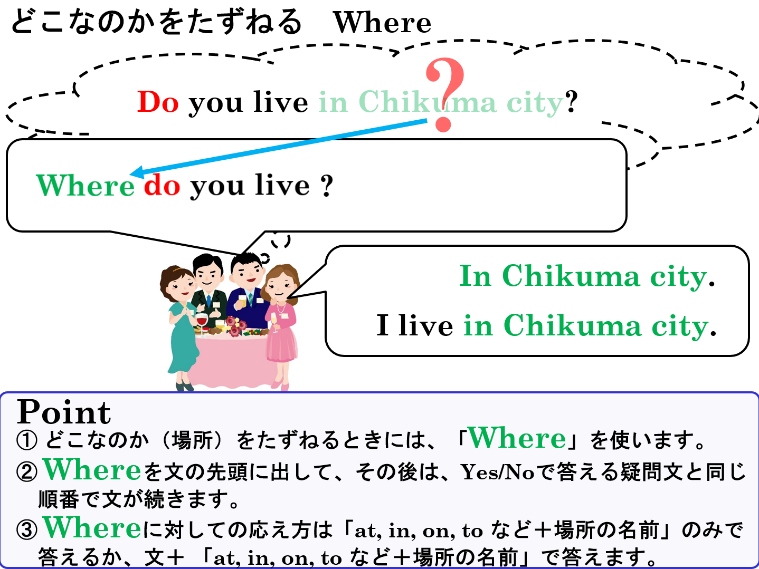 どこなのかをたずねる　Where
Do you live in Chikuma city?
?
Where do you live ?
In Chikuma city.
I live in Chikuma city.
Point
① どこなのか（場所）をたずねるときには、「Where」を使います。
② Whereを文の先頭に出して、その後は、Yes/Noで答える疑問文と同じ
順番で文が続きます。
③ Whereに対しての応え方は「at, in, on, to など＋場所の名前」のみで
答えるか、文＋ 「at, in, on, to など＋場所の名前」で答えます。